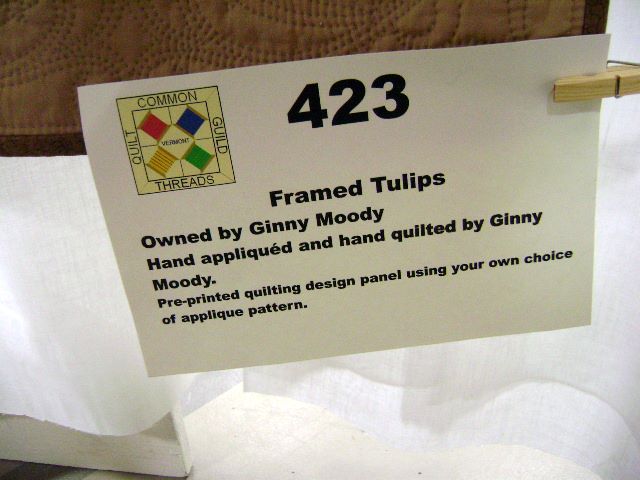 COMMON
QUILT
GUILD
VERMONT
THREADS
423
Framed Tulips
Owned by Ginny Moody
Hand appliquéd and hand quilted by Ginny
Moody.
Pre-printed quilting design panel using your own choice
of applique pattern.